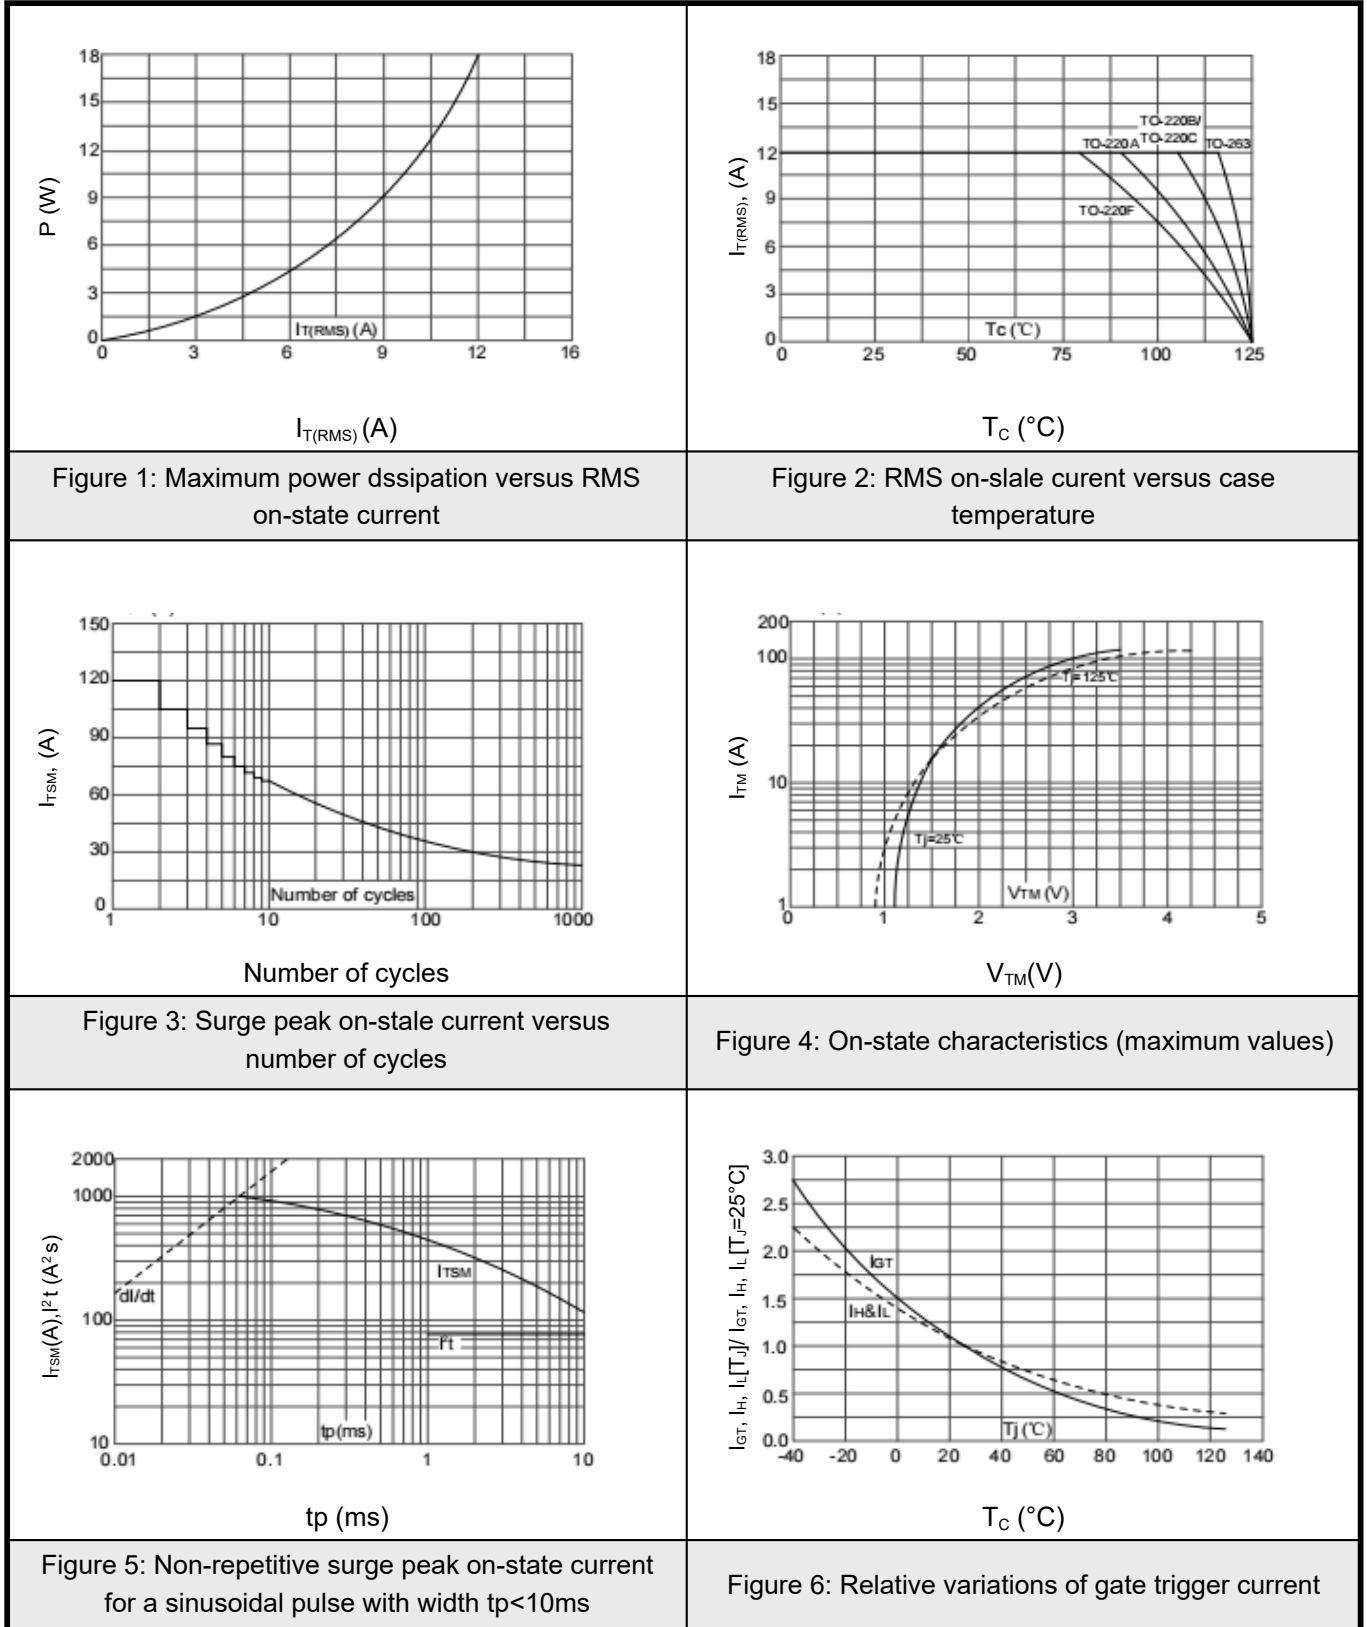 P (W)
18
15
12
9
6
3
0
IT(RMS) (A)
0 3 6 9 12 16
IT(RMS) (A)
Figure 1: Maximum power dssipation versus RMS
on-state current
IT(RMS), (A)
18
15
12
9
6
3
0
TO-220B/
TO-220A TO-220C TO-263
TO-220F
Tc (℃)
0 25 50 75 100 125
TC (°C)
Figure 2: RMS on-slale curent versus case
temperature
ITSM, (A)
150
120
90
60
30
0
Number of cycles
1 10 100 1000
Number of cycles
Figure 3: Surge peak on-stale current versus
number of cycles
ITM (A)
200
100
10
1
Tj=125℃
Tj=25℃
VTM (V)
0 1 2 3 4 5
VTM(V)
Figure 4: On-state characteristics (maximum values)
ITSM(A),I² t (A² s)
2000
1000
100
10
ITSM
dI/dt
I²t
tp(ms)
0.01 0.1 1 10
tp (ms)
Figure 5: Non-repetitive surge peak on-state current
for a sinusoidal pulse with width tp<10ms
IGT, IH, IL[TJ]/ IGT, IH, IL[TJ=25°C]
3.0
2.5
2.0
1.5
1.0
0.5
0.0
IGT
IH&IL
Tj (℃)
-40 -20 0 20 40 60 80 100 120 140
TC (°C)
Figure 6: Relative variations of gate trigger current